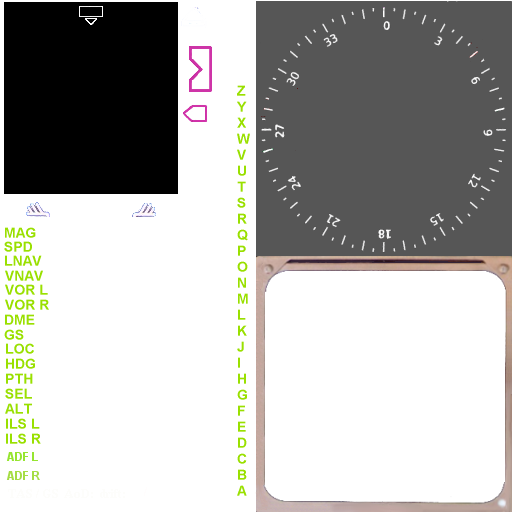 MAG
SPD
LNAV
VNAV
VOR L
VOR R
DME
GS
LOC
HDG
PTH
SEL
ALT
ILS L
ILS R
ADF L
ADF R
Z
Y
X
W
V
U
T
S
R
Q
P
O
N
M
L
K
J
I
H
G
F
E
D
C
B
A
0
3
6
9
12
15
18
21
24
27
30
33